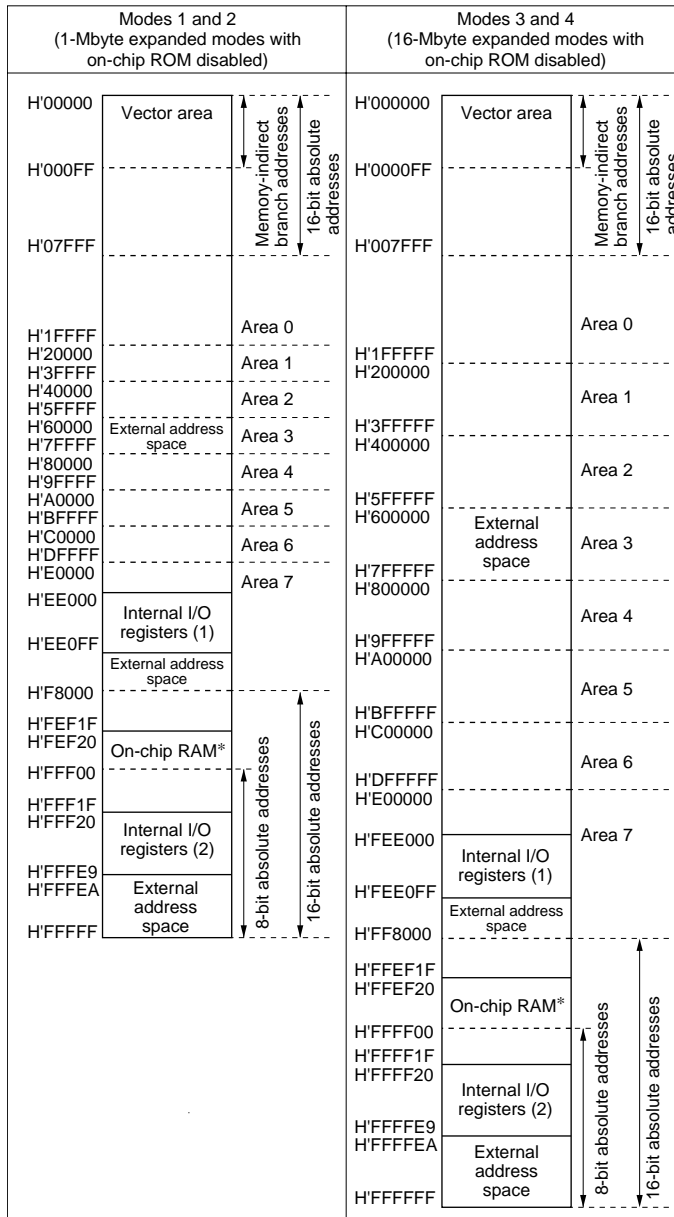 Modes 1 and 2
(1-Mbyte expanded modes with
on-chip ROM disabled)
H'00000
Vector area
H'000FF
H'07FFF
Memory-indirect
branch addresses
16-bit absolute
addresses
H'1FFFF
Area 0
H'20000
H'3FFFF
Area 1
H'40000
H'5FFFF
Area 2
H'60000
H'7FFFF
External address
space
Area 3
H'80000
H'9FFFF
Area 4
H'A0000
H'BFFFF
Area 5
H'C0000
H'DFFFF
Area 6
H'E0000
Area 7
H'EE000
Internal I/O
registers (1)
H'EE0FF
External address
space
H'F8000
H'FEF1F
H'FEF20
On-chip RAM*
H'FFF00
H'FFF1F
H'FFF20
Internal I/O
registers (2)
H'FFFE9
H'FFFEA
External
address
space
H'FFFFF
8-bit absolute addresses
16-bit absolute addresses
Modes 3 and 4
(16-Mbyte expanded modes with
on-chip ROM disabled)
H'000000
Vector area
H'0000FF
H'007FFF
Memory-indirect
branch addresses
16-bit absolute
addresses
Area 0
H'1FFFFF
H'200000
Area 1
H'3FFFFF
H'400000
Area 2
H'5FFFFF
H'600000
External
address
space
Area 3
H'7FFFFF
H'800000
Area 4
H'9FFFFF
H'A00000
Area 5
H'BFFFFF
H'C00000
Area 6
H'DFFFFF
H'E00000
Area 7
H'FEE000
Internal I/O
registers (1)
H'FEE0FF
External address
space
H'FF8000
H'FFEF1F
H'FFEF20
On-chip RAM*
H'FFFF00
H'FFFF1F
H'FFFF20
Internal I/O
registers (2)
H'FFFFE9
H'FFFFEA
External
address
space
H'FFFFFF
8-bit absolute addresses
16-bit absolute addresses